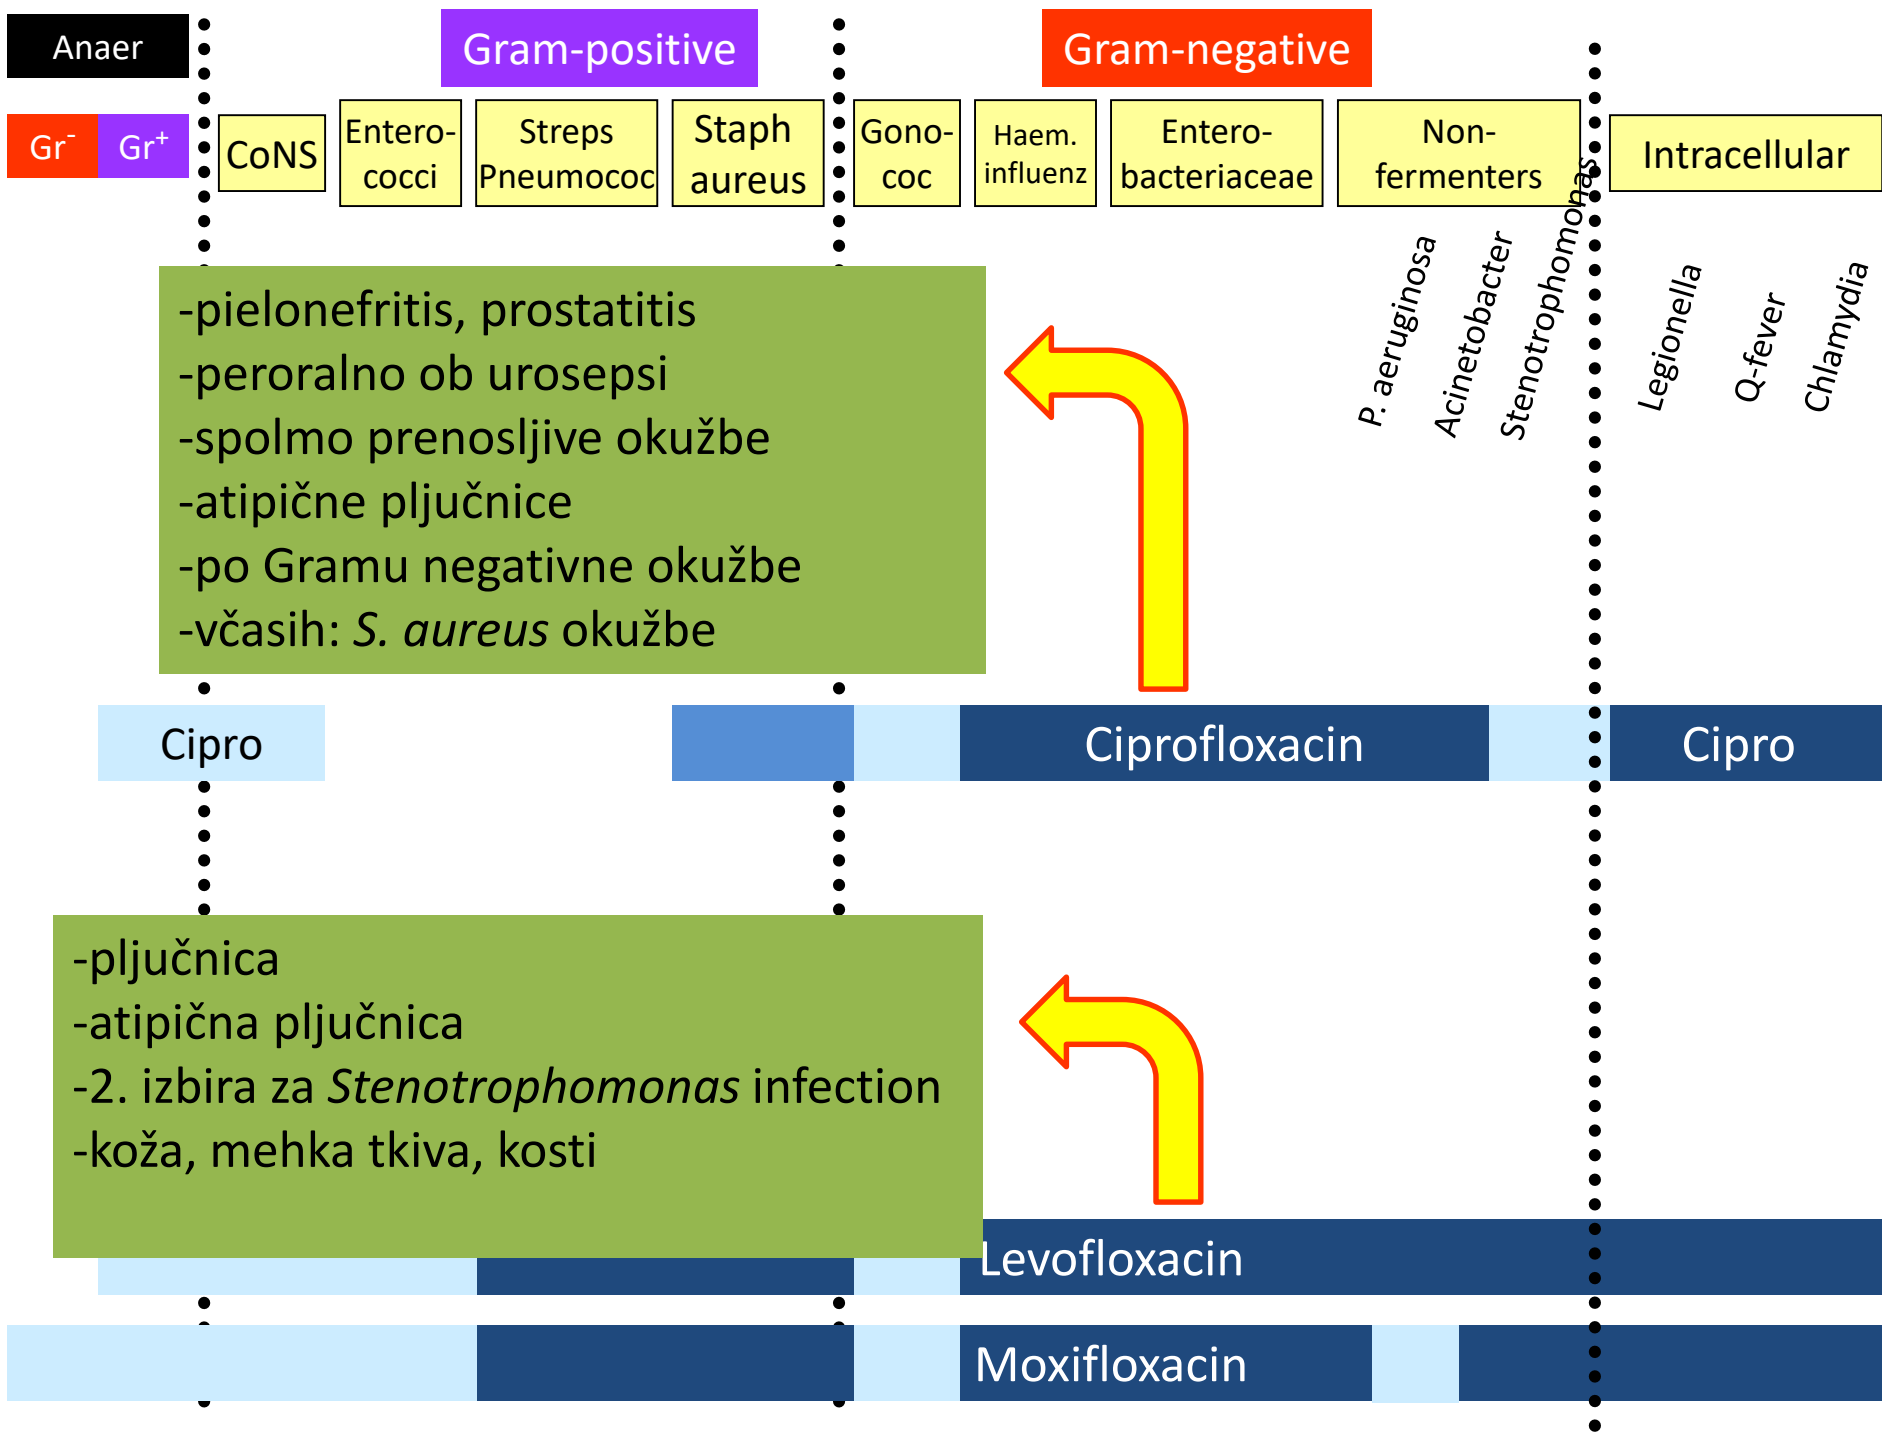 Anaer
Gram-positive
Gram-negative
Gr⁻
Gr⁺
CoNS
Entero-
cocci
Streps
Pneumococ
Staph
aureus
Gono-
coc
Haem.
influenz
Entero-
bacteriaceae
Non-
fermenters
Intracellular
P. aeruginosa
Acinetobacter
Stenotrophomonas
Legionella
Q-fever
Chlamydia
-pielonefritis, prostatitis
-peroralno ob urosepsi
-spolmo prenosljive okužbe
-atipične pljučnice
-po Gramu negativne okužbe
-včasih: S. aureus okužbe
Cipro
Ciprofloxacin
Cipro
-pljučnica
-atipična pljučnica
-2. izbira za Stenotrophomonas infection
-koža, mehka tkiva, kosti
Levofloxacin
Moxifloxacin